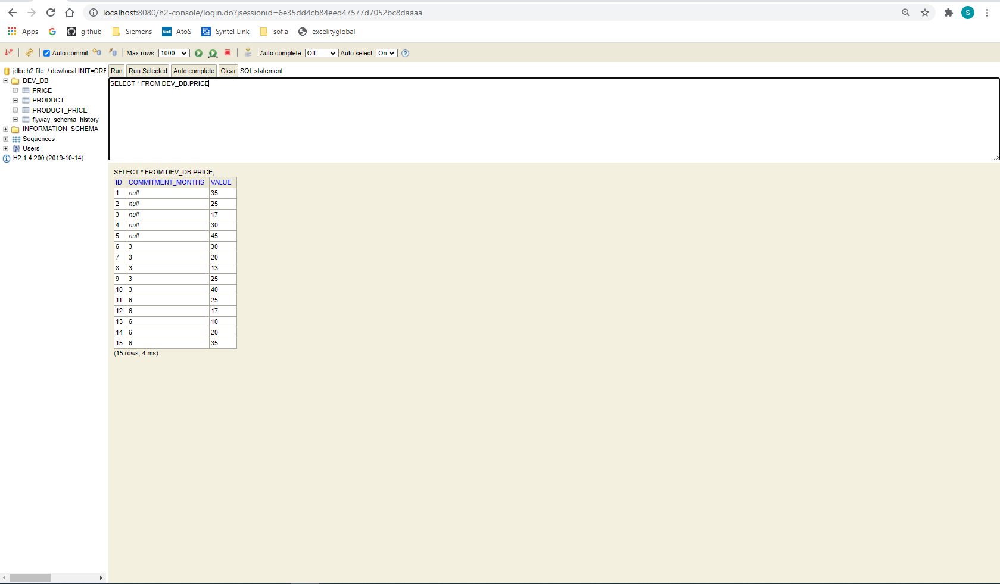 localhost:8080/h2-console/login.do?jsessionid=6e35dd4cb84eed47577d7052bc8daaaa
S
Apps
G
github
Siemens
AtoS
AtoS
Syntel Link
sofia
excelityglobal
Auto commit
Max rows: 1000
Auto complete Off
Auto select On
?
jdbc:h2:file:./.dev/local;INIT=CRE
DEV_DB
PRICE
PRODUCT
PRODUCT_PRICE
flyway_schema_history
INFORMATION_SCHEMA
Sequences
Users
H2 1.4.200 (2019-10-14)
Run Run Selected Auto complete Clear SQL statement:
SELECT * FROM DEV_DB.PRICE
SELECT * FROM DEV_DB.PRICE;
ID COMMITMENT_MONTHS VALUE
1 null 35
2 null 25
3 null 17
4 null 30
5 null 45
6 3 30
7 3 20
8 3 13
9 3 25
10 3 40
11 6 25
12 6 17
13 6 10
14 6 20
15 6 35
(15 rows, 4 ms)